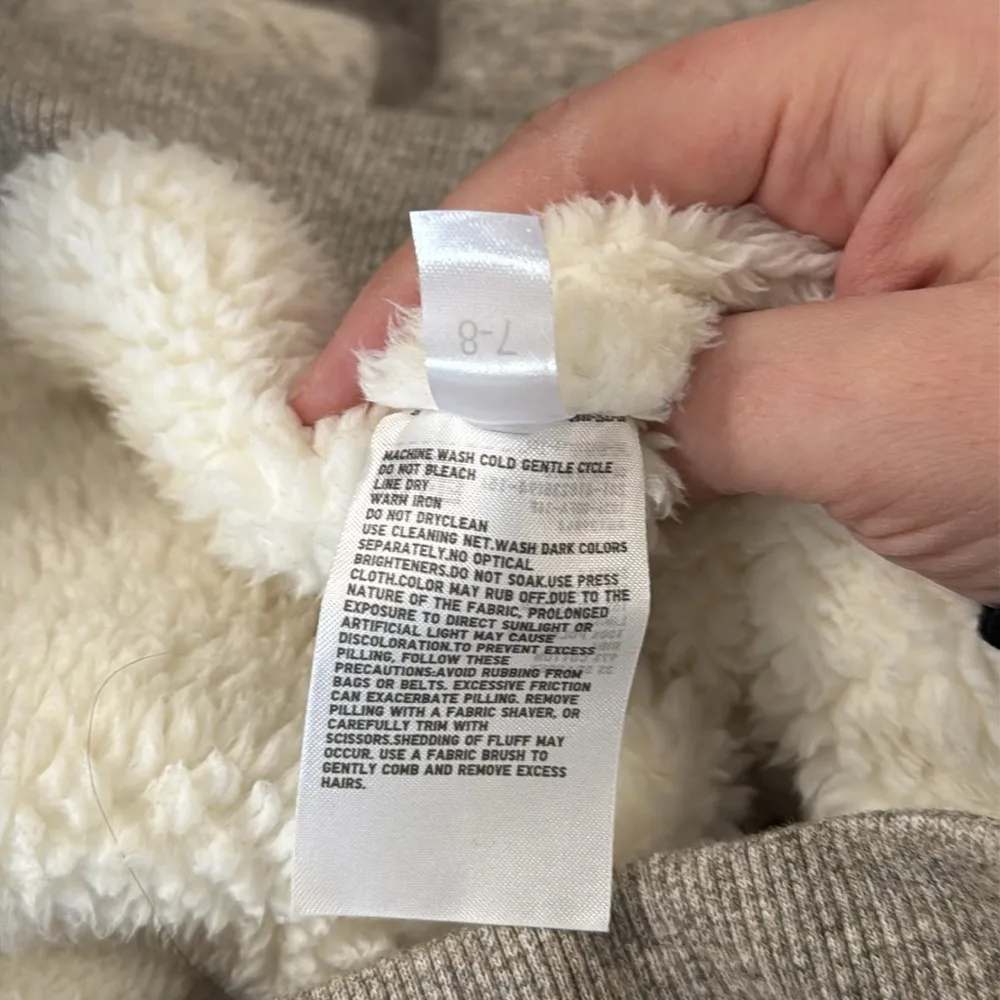 7-8
MACHINE WASH COLD GENTLE CYCLE
DO NOT BLEACH
LINE DRY
WARM IRON
DO NOT DRYCLEAN
USE CLEANING NET.WASH DARK COLORS
SEPARATELY.NO OPTICAL
BRIGHTENERS.DO NOT SOAK.USE PRESS
CLOTH.COLOR MAY RUB OFF.DUE TO THE
NATURE OF THE FABRIC, PROLONGED
EXPOSURE TO DIRECT SUNLIGHT OR
ARTIFICIAL LIGHT MAY CAUSE
DISCOLORATION.TO PREVENT EXCESS
PILLING, FOLLOW THESE
PRECAUTIONS:AVOID RUBBING FROM
BAGS OR BELTS. EXCESSIVE FRICTION
CAN EXACERBATE PILLING. REMOVE
PILLING WITH A FABRIC SHAVER, OR
CAREFULLY TRIM WITH
SCISSORS.SHEDDING OF FLUFF MAY
OCCUR. USE A FABRIC BRUSH TO
GENTLY COMB AND REMOVE EXCESS
HAIRS.